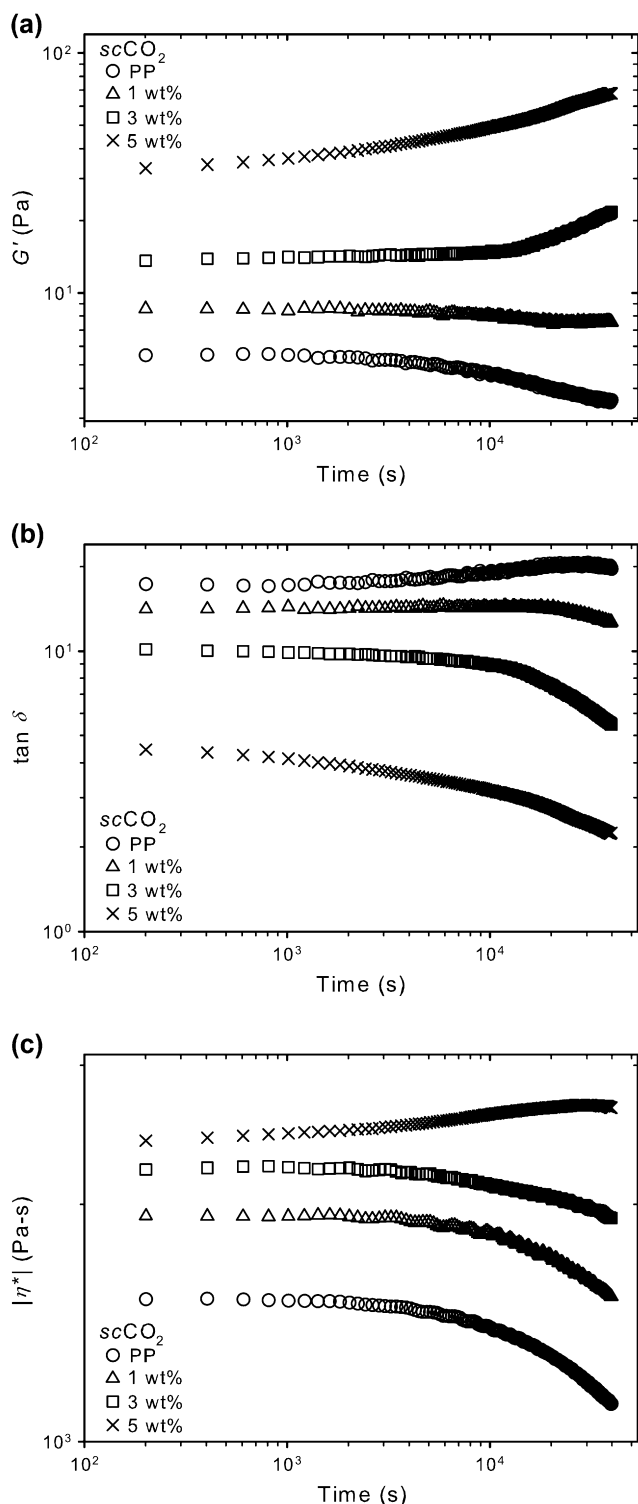 (a)
10²
scCO₂
PP
1 wt%
3 wt%
5 wt%
G' (Pa)
10¹
10² 10³ 10⁴
Time (s)
(b)
tan δ
10¹
scCO₂
PP
1 wt%
3 wt%
5 wt%
10⁰
10² 10³ 10⁴
Time (s)
(c)
|η*| (Pa-s)
scCO₂
PP
1 wt%
3 wt%
5 wt%
10³
10² 10³ 10⁴
Time (s)